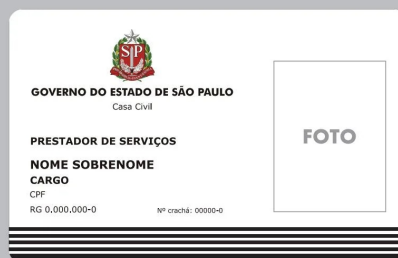 SP
GOVERNO DO ESTADO DE SÃO PAULO
Casa Civil
FOTO
PRESTADOR DE SERVIÇOS
NOME SOBRENOME
CARGO
CPF
RG 0.000.000-0
Nº crachá: 00000-0